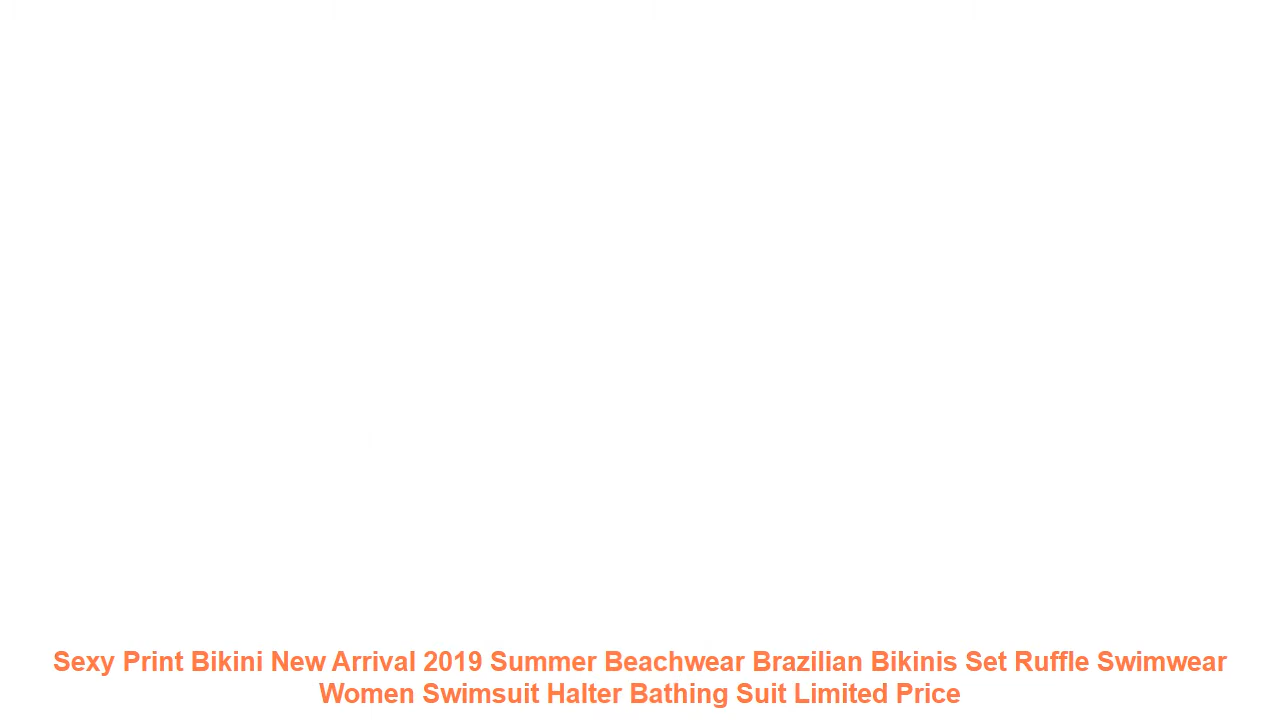 Sexy Print Bikini New Arrival 2019 Summer Beachwear Brazilian Bikinis Set Ruffle Swimwear
Women Swimsuit Halter Bathing Suit Limited Price